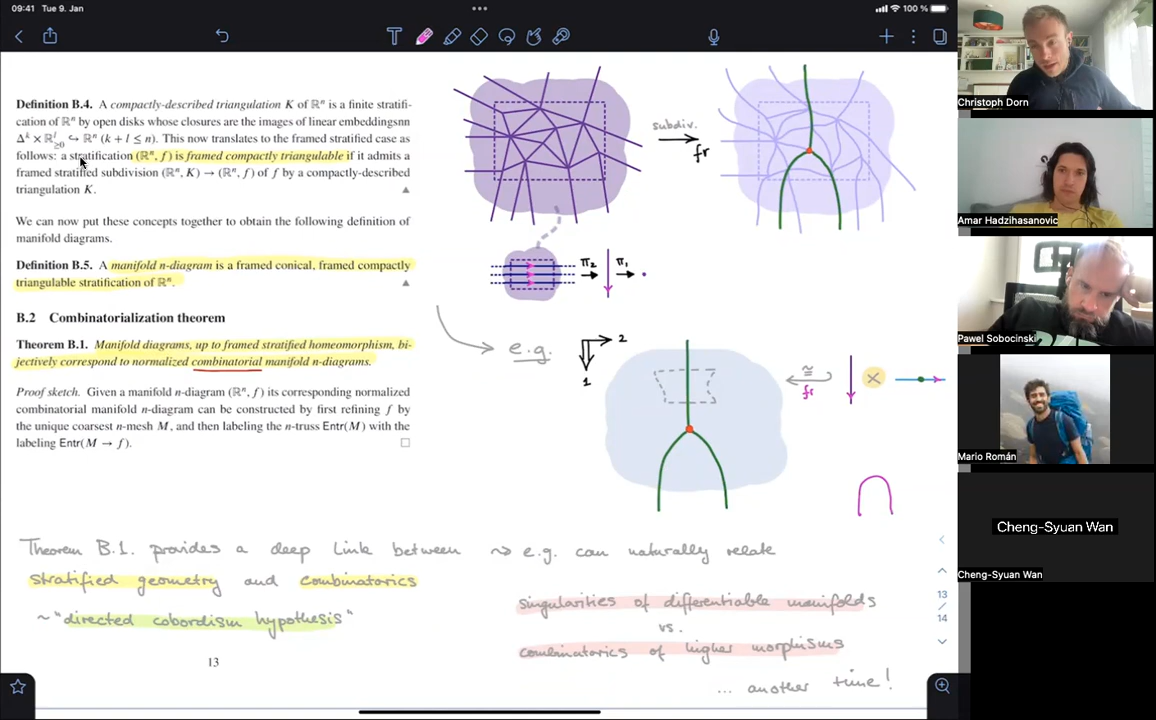 09:41 Tue 9. Jan
100 %
Definition B.4. A compactly-described triangulation K of ℝⁿ is a finite stratifi-
cation of ℝⁿ by open disks whose closures are the images of linear embeddingsnn
Δᵏ × ℝˡ≥0 ↪ ℝⁿ (k + l ≤ n). This now translates to the framed stratified case as
follows: a stratification (ℝⁿ, f) is framed compactly triangulable if it admits a
framed stratified subdivision (ℝⁿ, K) → (ℝⁿ, f) of f by a compactly-described
triangulation K. ▲
We can now put these concepts together to obtain the following definition of
manifold diagrams.
Definition B.5. A manifold n-diagram is a framed conical, framed compactly
triangulable stratification of ℝⁿ. ▲
B.2 Combinatorialization theorem
Theorem B.1. Manifold diagrams, up to framed stratified homeomorphism, bi-
jectively correspond to normalized combinatorial manifold n-diagrams.
Proof sketch. Given a manifold n-diagram (ℝⁿ, f) its corresponding normalized
combinatorial manifold n-diagram can be constructed by first refining f by
the unique coarsest n-mesh M, and then labeling the n-truss Entr(M) with the
labeling Entr(M → f). □
subdiv.
→
fr
π₂ π₁
→ →
e.g.
2
1
≅
fr
×
Theorem B.1. provides a deep link between
stratified geometry and combinatorics
~ "directed cobordism hypothesis"
⇝ e.g. can naturally relate
singularities of differentiable manifolds
vs.
combinatorics of higher morphisms
... another time!
13
13
/
14
Christoph Dorn
Amar Hadzihasanovic
Pawel Sobocinski
Mario Román
Cheng-Syuan Wan
Cheng-Syuan Wan